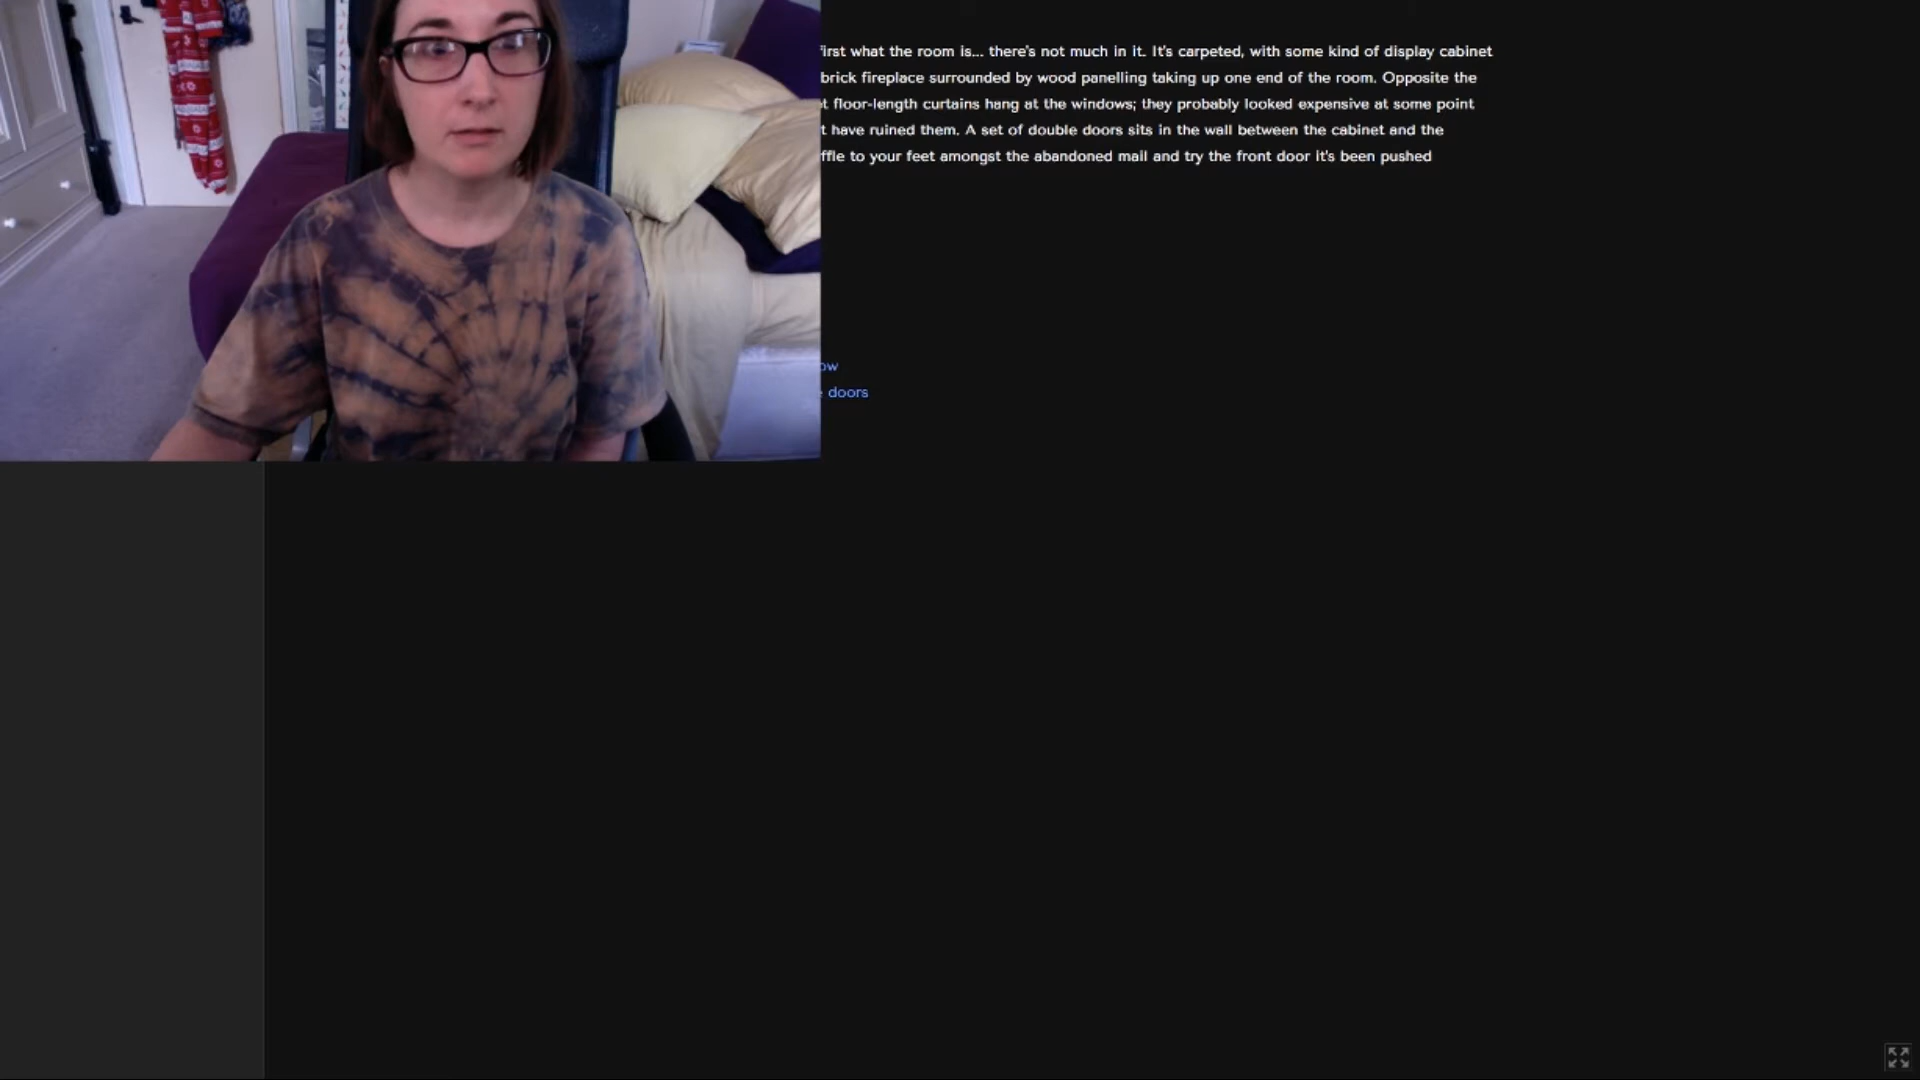 first what the room is... there's not much in it. It's carpeted, with some kind of display cabinet
brick fireplace surrounded by wood panelling taking up one end of the room. Opposite the
floor-length curtains hang at the windows; they probably looked expensive at some point
have ruined them. A set of double doors sits in the wall between the cabinet and the
to your feet amongst the abandoned mail and try the front door it's been pushed
doors